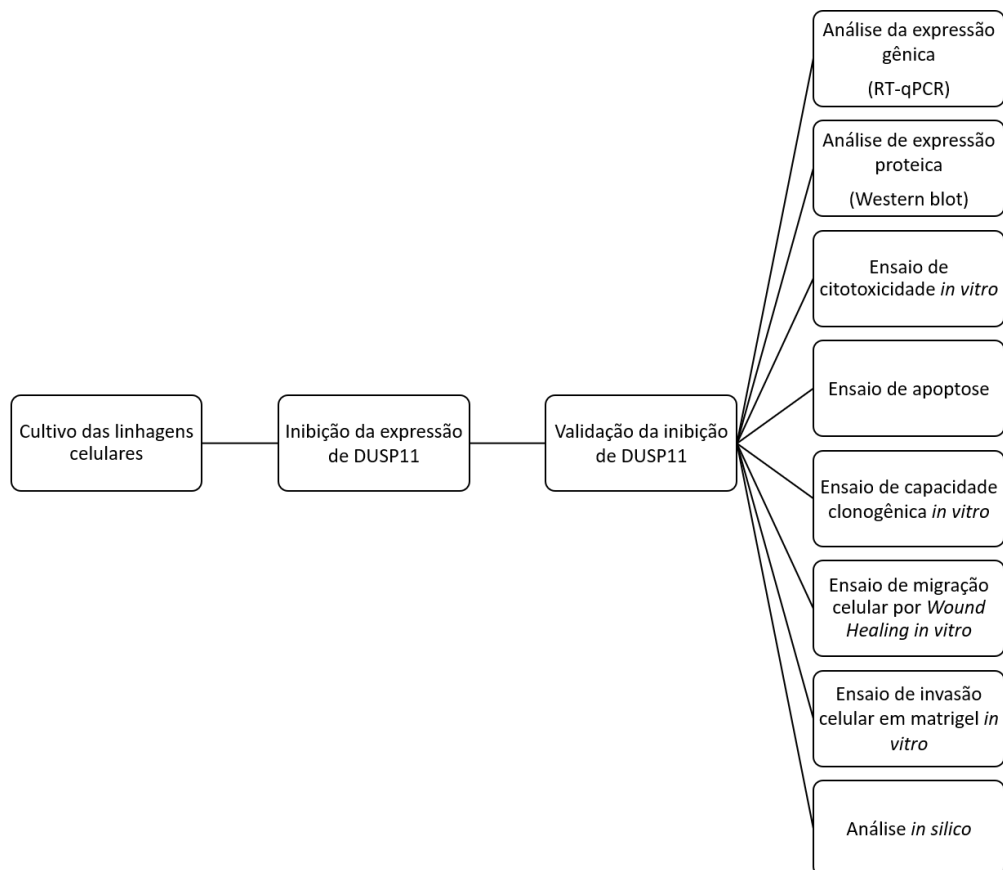 Cultivo das linhagens
celulares
Inibição da expressão
de DUSP11
Validação da inibição
de DUSP11
Análise da expressão
gênica
(RT-qPCR)
Análise de expressão
proteica
(Western blot)
Ensaio de
citotoxicidade in vitro
Ensaio de apoptose
Ensaio de capacidade
clonogênica in vitro
Ensaio de migração
celular por Wound
Healing in vitro
Ensaio de invasão
celular em matrigel in
vitro
Análise in silico